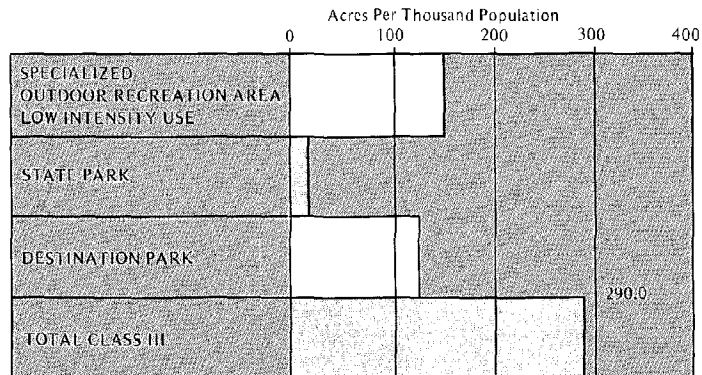 Acres Per Thousand Population
0 100 200 300 400
SPECIALIZED
OUTDOOR RECREATION AREA
LOW INTENSITY USE
STATE PARK
DESTINATION PARK
290.0
TOTAL CLASS III